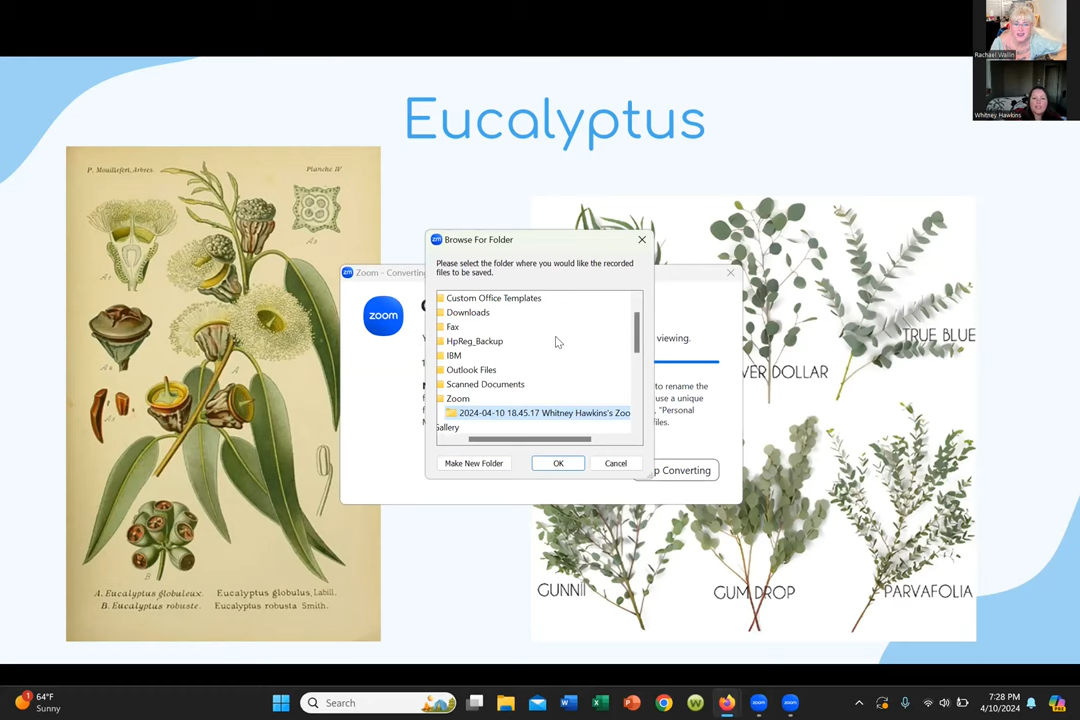 Rachael Wallin
Whitney Hawkins
Eucalyptus
P. Mouillefert, Arbres.
Planche IV
A. Eucalyptus globuleux. Eucalyptus globulus, Labill.
B. Eucalyptus robuste. Eucalyptus robusta Smith.
Zoom - Converting
zoom
viewing.
to rename the
use a unique
"Personal
files.
p Converting
Browse For Folder
Please select the folder where you would like the recorded
files to be saved.
Custom Office Templates
Downloads
Fax
HpReg_Backup
IBM
Outlook Files
Scanned Documents
Zoom
2024-04-10 18.45.17 Whitney Hawkins's Zoo
Gallery
Make New Folder
OK
Cancel
VER DOLLAR
TRUE BLUE
GUNNII
GUM DROP
PARVAFOLIA
1
64°F
Sunny
Search
7:28 PM
4/10/2024